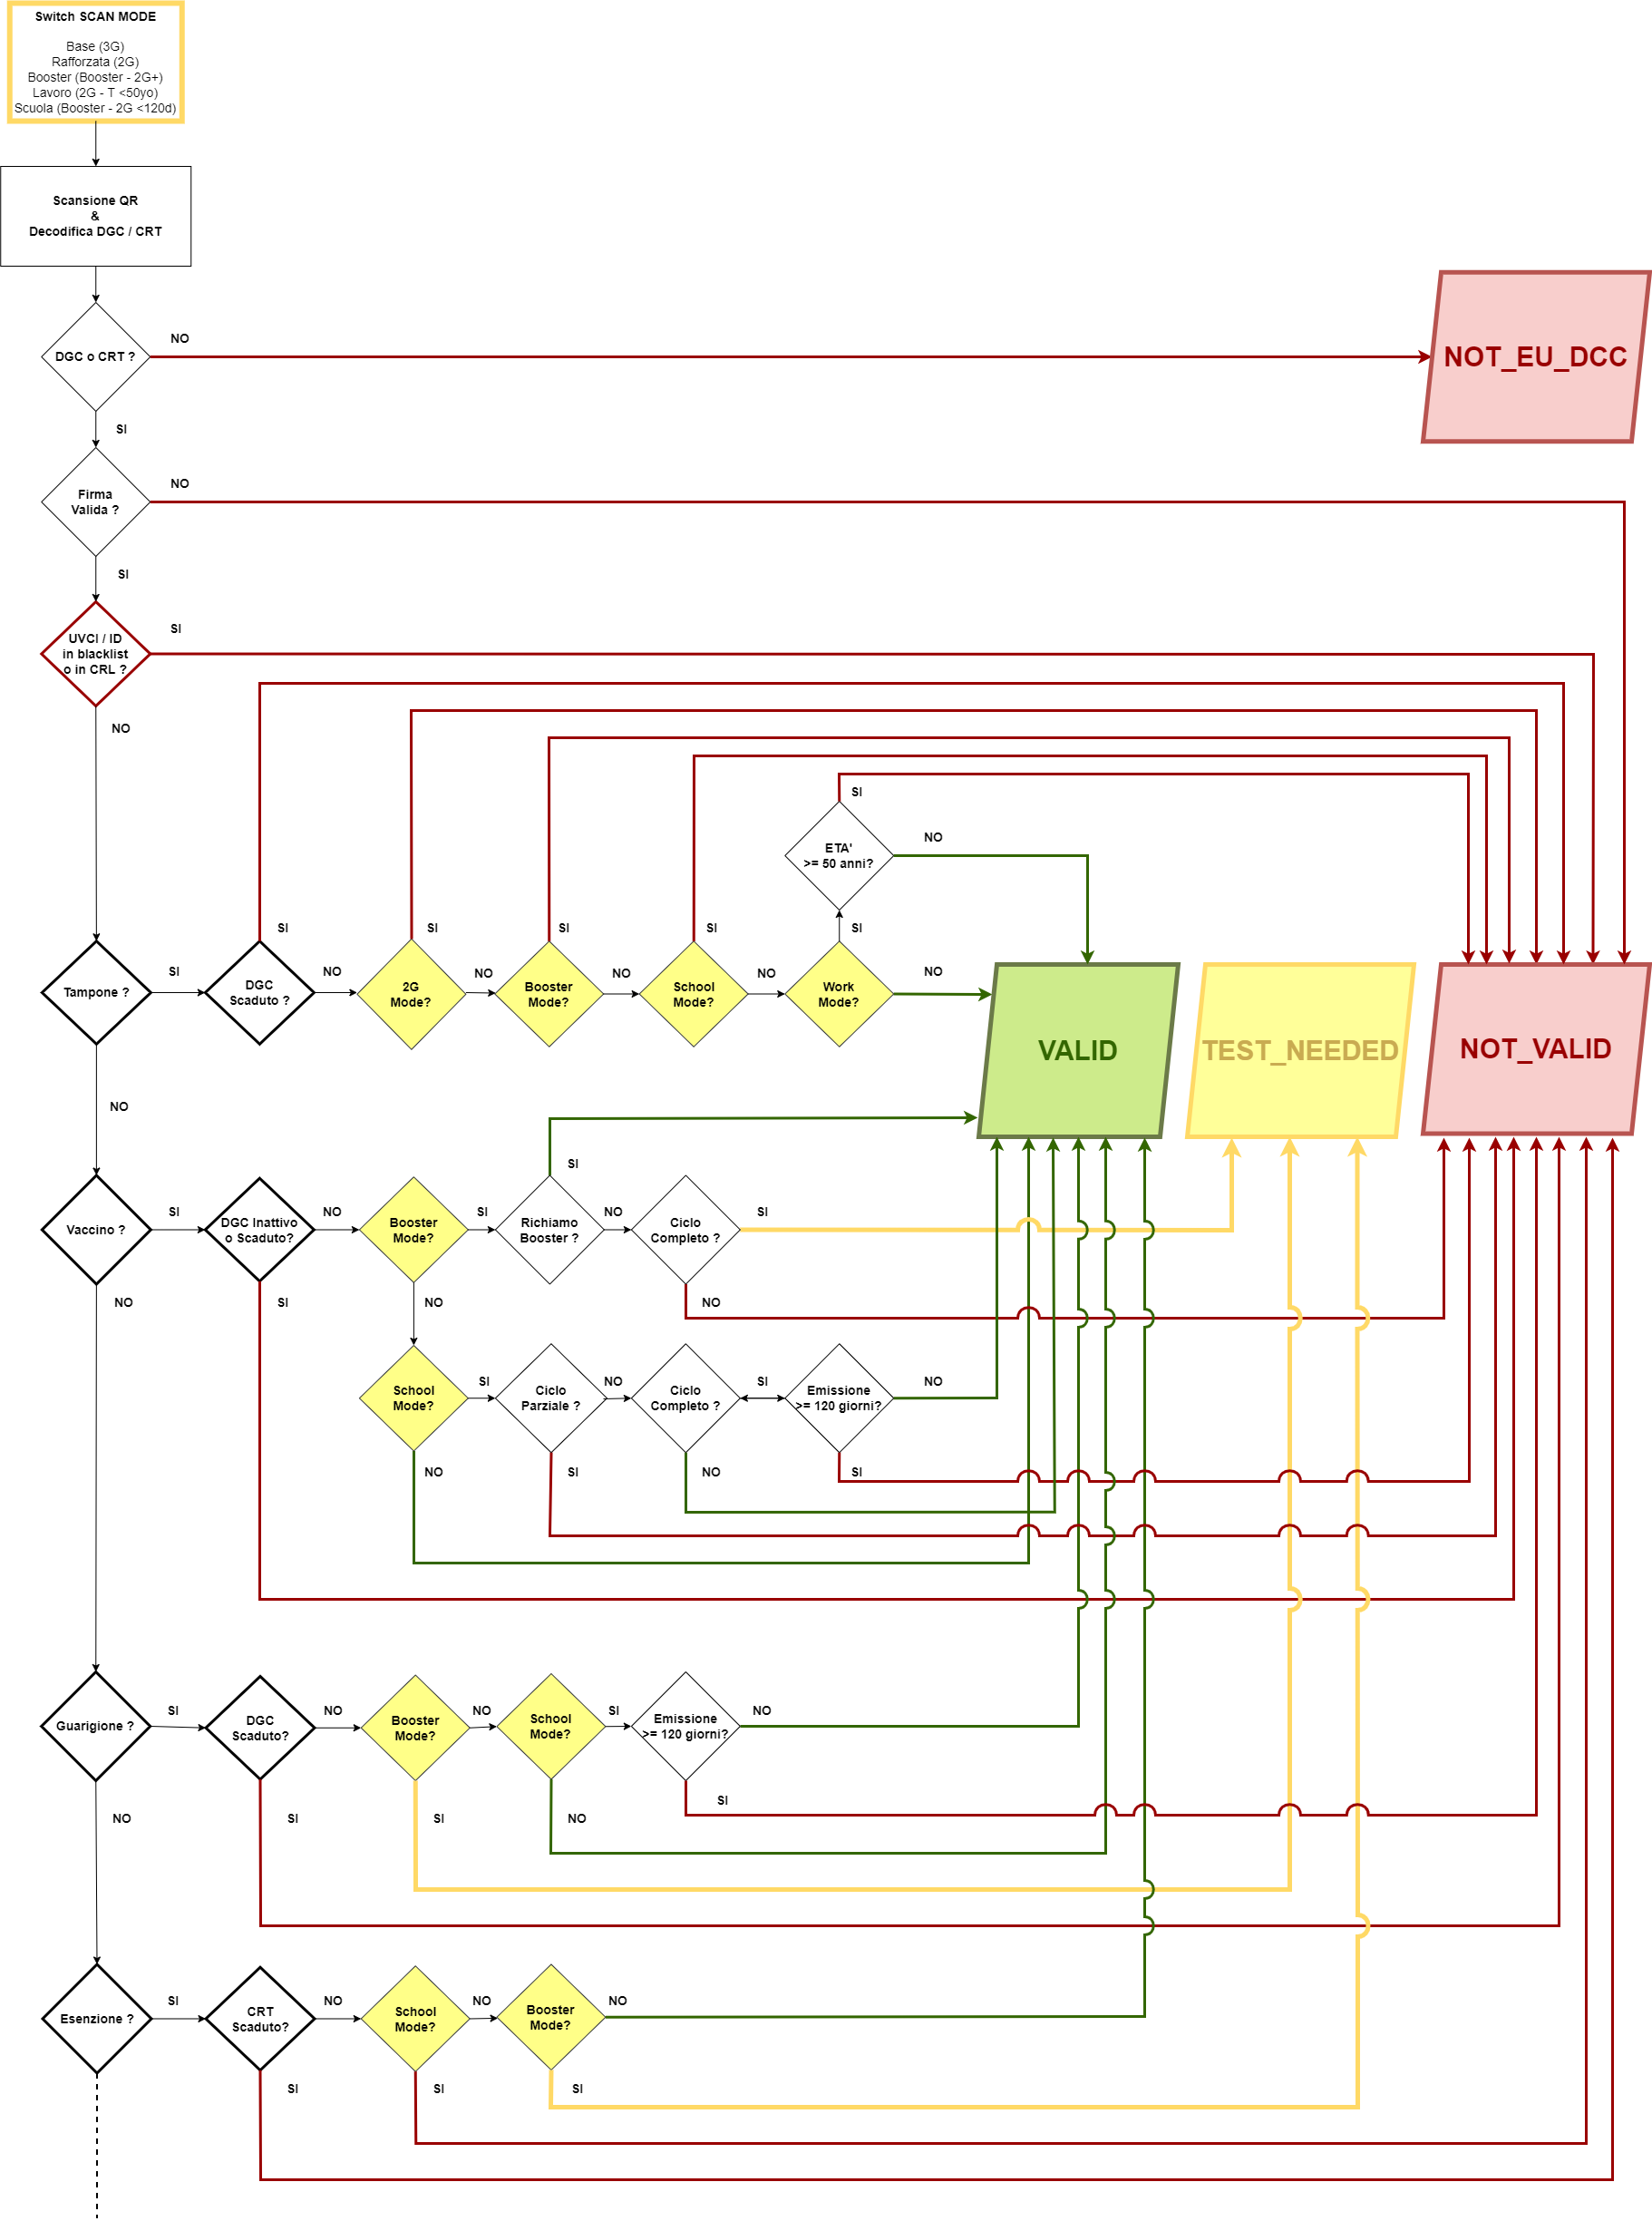 Switch SCAN MODE
Base (3G)
Rafforzata (2G)
Booster (Booster - 2G+)
Lavoro (2G - T <50yo)
Scuola (Booster - 2G <120d)
Scansione QR
&
Decodifica DGC / CRT
DGC o CRT ?
NO
NOT_EU_DCC
SI
Firma
Valida ?
NO
SI
UVCI / ID
in blacklist
o in CRL ?
SI
NO
SI
ETA'
>= 50 anni?
NO
SI
SI
SI
SI
SI
Tampone ?
SI
DGC
Scaduto ?
NO
2G
Mode?
NO
Booster
Mode?
NO
School
Mode?
NO
Work
Mode?
NO
VALID
TEST_NEEDED
NOT_VALID
NO
SI
Vaccino ?
SI
DGC Inattivo
o Scaduto?
NO
Booster
Mode?
SI
Richiamo
Booster ?
NO
Ciclo
Completo ?
SI
NO
SI
NO
NO
School
Mode?
SI
Ciclo
Parziale ?
NO
Ciclo
Completo ?
SI
Emissione
>= 120 giorni?
NO
NO
SI
NO
SI
Guarigione ?
SI
DGC
Scaduto?
NO
Booster
Mode?
NO
School
Mode?
SI
Emissione
>= 120 giorni?
NO
SI
NO
SI
SI
NO
Esenzione ?
SI
CRT
Scaduto?
NO
School
Mode?
NO
Booster
Mode?
NO
SI
SI
SI